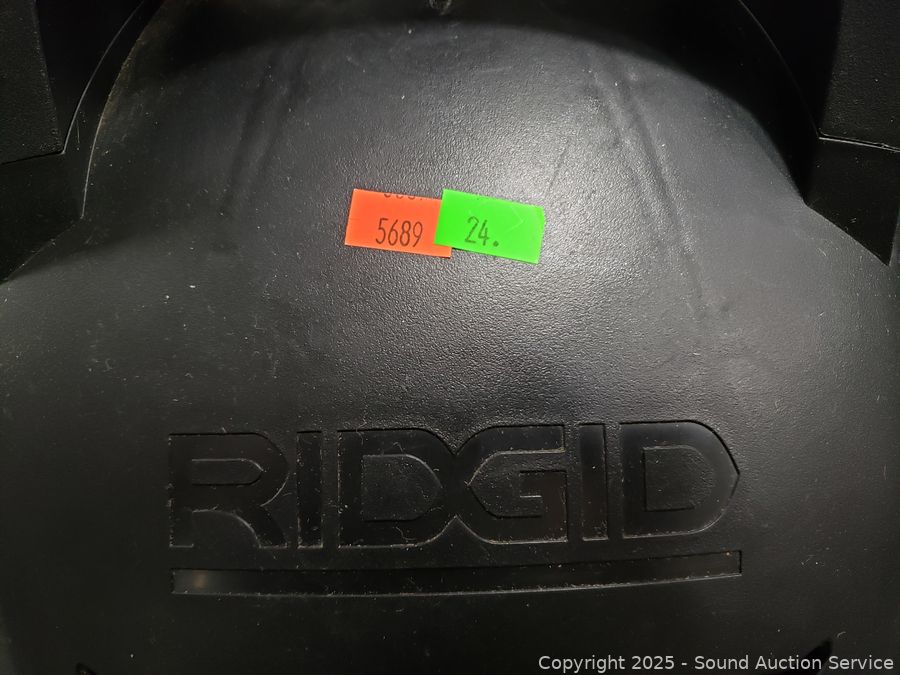 5689
24.
RIDGID
Copyright 2025 - Sound Auction Service